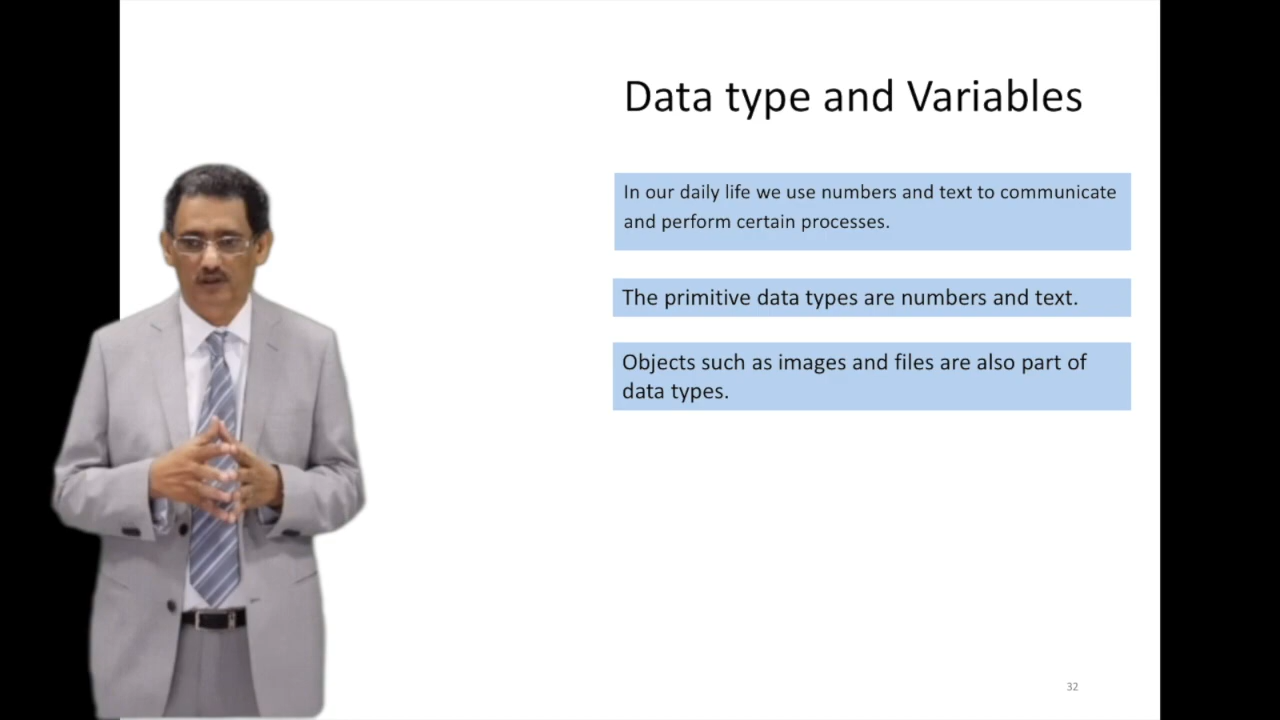 Data type and Variables
In our daily life we use numbers and text to communicate
and perform certain processes.
The primitive data types are numbers and text.
Objects such as images and files are also part of
data types.
32